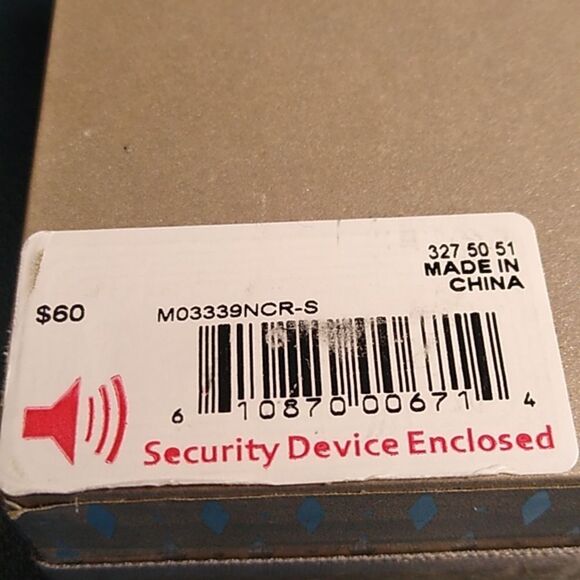 327 50 51
MADE IN
CHINA
$60
M03339NCR-S
6 10870 00671 4
Security Device Enclosed